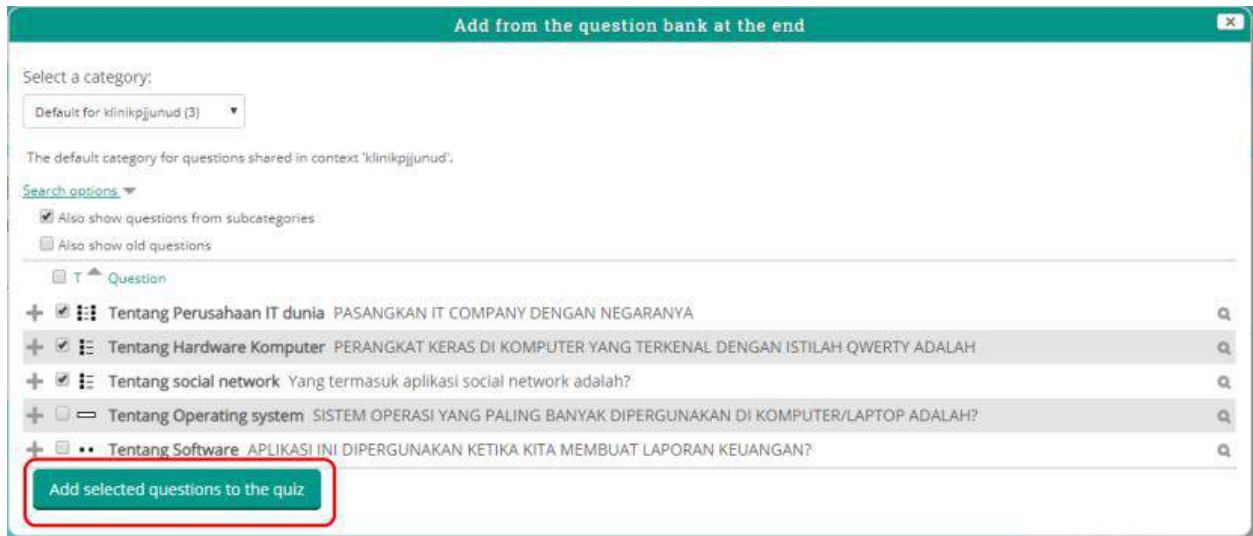 Add from the question bank at the end
Select a category:
Default for klinikpjjunud (3)
The default category for questions shared in context 'klinikpjjunud'.
Search options
Also show questions from subcategories
Also show old questions
T Question
Tentang Perusahaan IT dunia PASANGKAN IT COMPANY DENGAN NEGARANYA
Tentang Hardware Komputer PERANGKAT KERAS DI KOMPUTER YANG TERKENAL DENGAN ISTILAH QWERTY ADALAH
Tentang social network Yang termasuk aplikasi social network adalah?
Tentang Operating system SISTEM OPERASI YANG PALING BANYAK DIPERGUNAKAN DI KOMPUTER/LAPTOP ADALAH?
Tentang Software APLIKASI INI DIPERGUNAKAN KETIKA KITA MEMBUAT LAPORAN KEUANGAN?
Add selected questions to the quiz